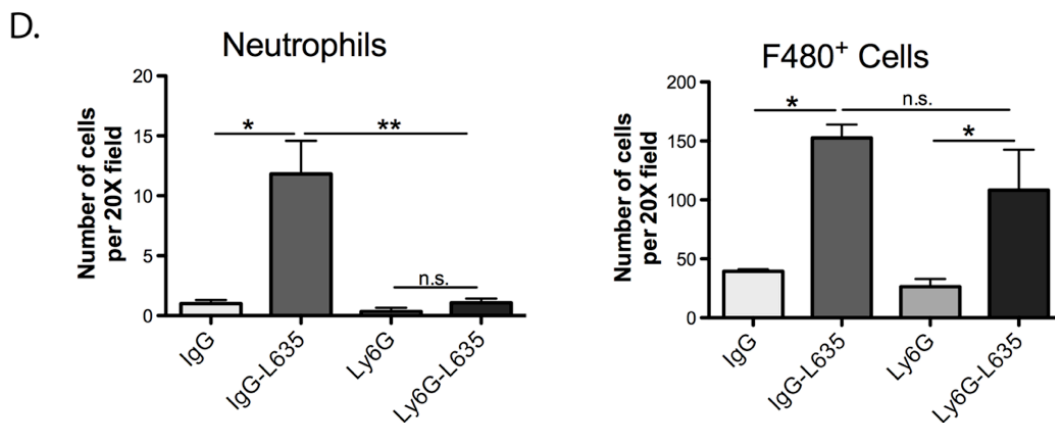 D.
Neutrophils
Number of cells
per 20X field
20
15
10
5
0
*
**
n.s.
IgG
IgG-L635
Ly6G
Ly6G-L635
F480⁺ Cells
Number of cells
per 20X field
200
150
100
50
0
*
n.s.
*
IgG
IgG-L635
Ly6G
Ly6G-L635